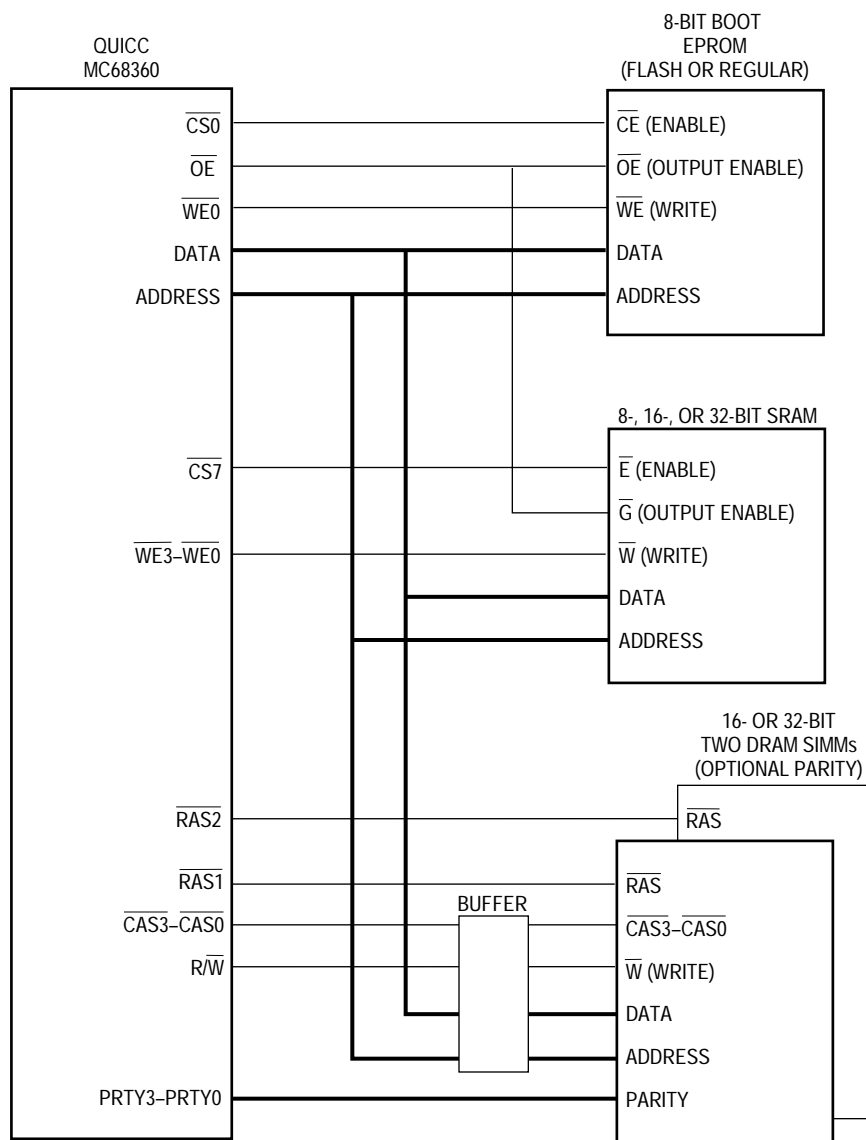 QUICC
MC68360
8-BIT BOOT
EPROM
(FLASH OR REGULAR)
CS0
OE
WE0
DATA
ADDRESS
CE (ENABLE)
OE (OUTPUT ENABLE)
WE (WRITE)
DATA
ADDRESS
8-, 16-, OR 32-BIT SRAM
CS7
WE3–WE0
E (ENABLE)
G (OUTPUT ENABLE)
W (WRITE)
DATA
ADDRESS
16- OR 32-BIT
TWO DRAM SIMMs
(OPTIONAL PARITY)
RAS2
RAS
RAS1
CAS3–CAS0
R/W
PRTY3–PRTY0
BUFFER
RAS
CAS3–CAS0
W (WRITE)
DATA
ADDRESS
PARITY